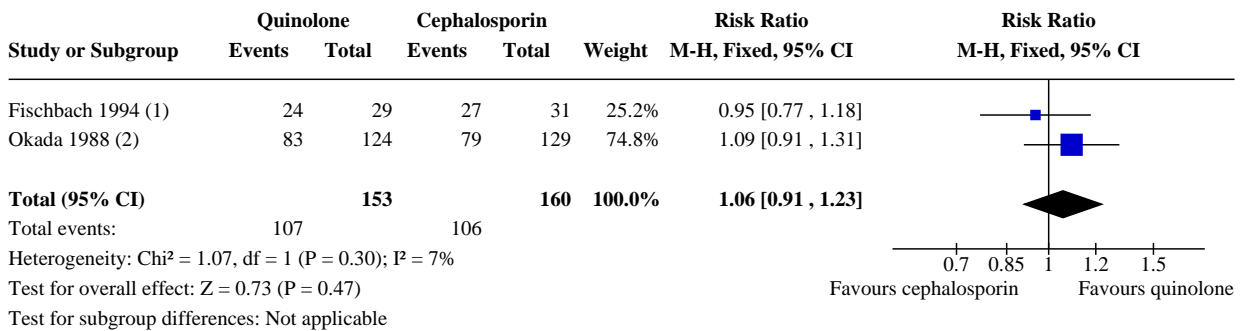 Quinolone Cephalosporin Risk Ratio Risk Ratio
Study or Subgroup Events Total Events Total Weight M-H, Fixed, 95% CI M-H, Fixed, 95% CI
Fischbach 1994 (1) 24 29 27 31 25.2% 0.95 [0.77 , 1.18]
Okada 1988 (2) 83 124 79 129 74.8% 1.09 [0.91 , 1.31]
Total (95% CI) 153 160 100.0% 1.06 [0.91 , 1.23]
Total events: 107 106
Heterogeneity: Chi² = 1.07, df = 1 (P = 0.30); I² = 7%
0.7 0.85 1 1.2 1.5
Test for overall effect: Z = 0.73 (P = 0.47)
Favours cephalosporin Favours quinolone
Test for subgroup differences: Not applicable